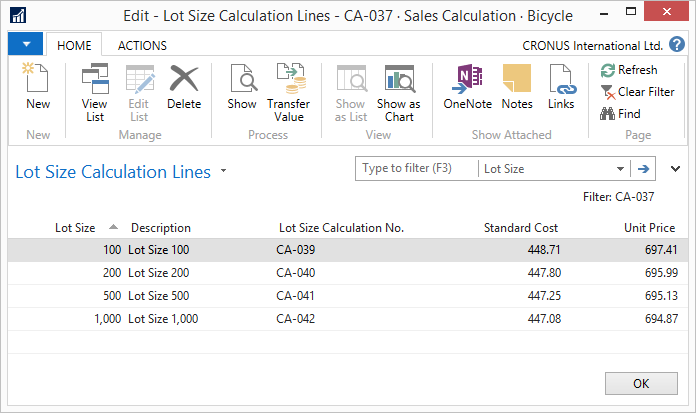 Edit - Lot Size Calculation Lines - CA-037 · Sales Calculation · Bicycle
HOME ACTIONS CRONUS International Ltd. ?
New
View List
Edit List
Delete
Show
Transfer Value
Show as List
Show as Chart
OneNote
Notes
Links
Refresh
Clear Filter
Find
New Manage Process View Show Attached Page
Lot Size Calculation Lines
Type to filter (F3) Lot Size
Filter: CA-037
Lot Size Description Lot Size Calculation No. Standard Cost Unit Price
100 Lot Size 100 CA-039 448.71 697.41
200 Lot Size 200 CA-040 447.80 695.99
500 Lot Size 500 CA-041 447.25 695.13
1,000 Lot Size 1,000 CA-042 447.08 694.87
OK